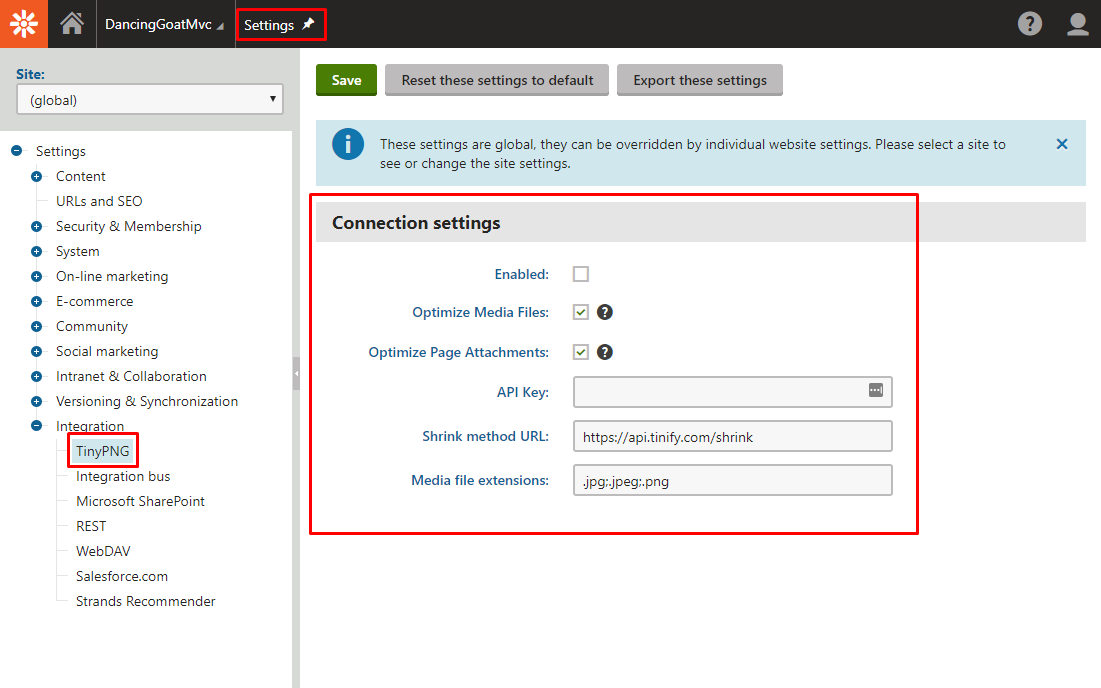 DancingGoatMvc
Settings
Site:
(global)
Settings
Content
URLs and SEO
Security & Membership
System
On-line marketing
E-commerce
Community
Social marketing
Intranet & Collaboration
Versioning & Synchronization
Integration
TinyPNG
Integration bus
Microsoft SharePoint
REST
WebDAV
Salesforce.com
Strands Recommender
Save
Reset these settings to default
Export these settings
These settings are global, they can be overridden by individual website settings. Please select a site to
see or change the site settings.
Connection settings
Enabled:
Optimize Media Files:
Optimize Page Attachments:
API Key:
Shrink method URL:
https://api.tinify.com/shrink
Media file extensions:
.jpg;.jpeg;.png